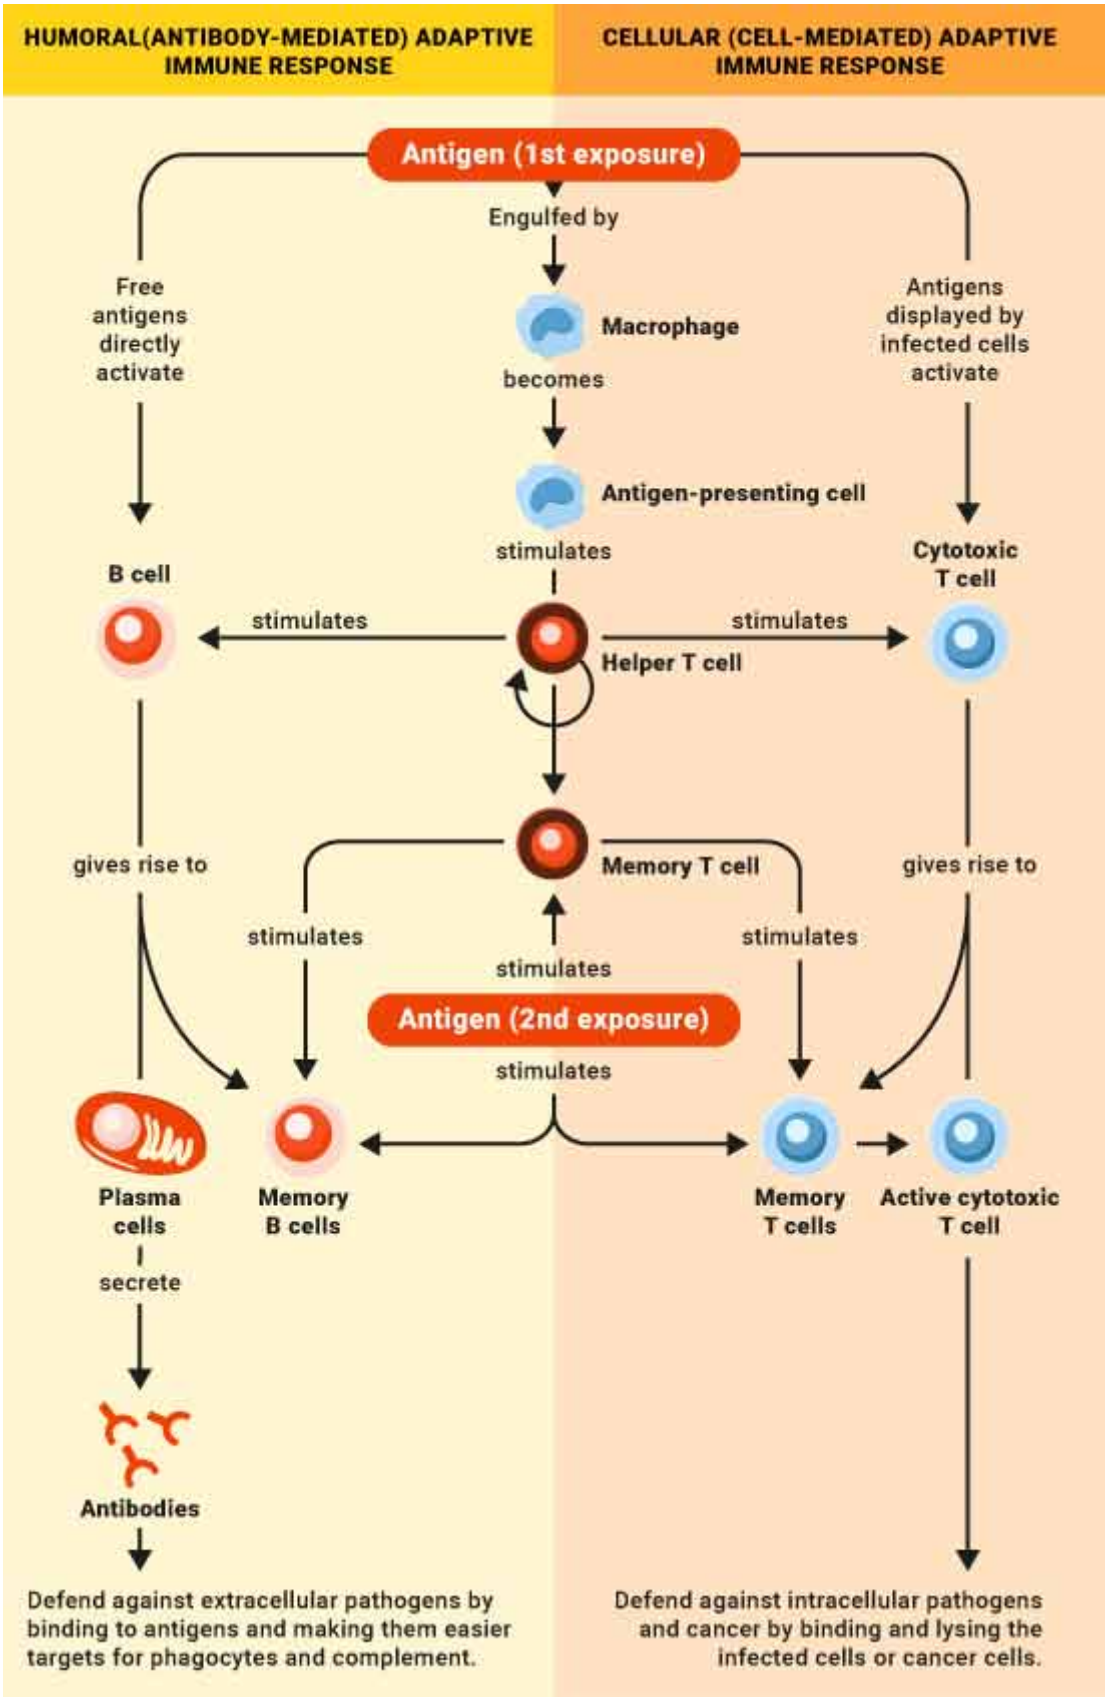 HUMORAL(ANTIBODY-MEDIATED) ADAPTIVE
IMMUNE RESPONSE
CELLULAR (CELL-MEDIATED) ADAPTIVE
IMMUNE RESPONSE
Antigen (1st exposure)
Engulfed by
Free
antigens
directly
activate
Macrophage
Antigens
displayed by
infected cells
activate
becomes
Antigen-presenting cell
stimulates
B cell
Cytotoxic
T cell
stimulates
stimulates
Helper T cell
gives rise to
Memory T cell
gives rise to
stimulates
stimulates
stimulates
Antigen (2nd exposure)
stimulates
Plasma
cells
Memory
B cells
Memory
T cells
Active cytotoxic
T cell
secrete
Antibodies
Defend against extracellular pathogens by
binding to antigens and making them easier
targets for phagocytes and complement.
Defend against intracellular pathogens
and cancer by binding and lysing the
infected cells or cancer cells.